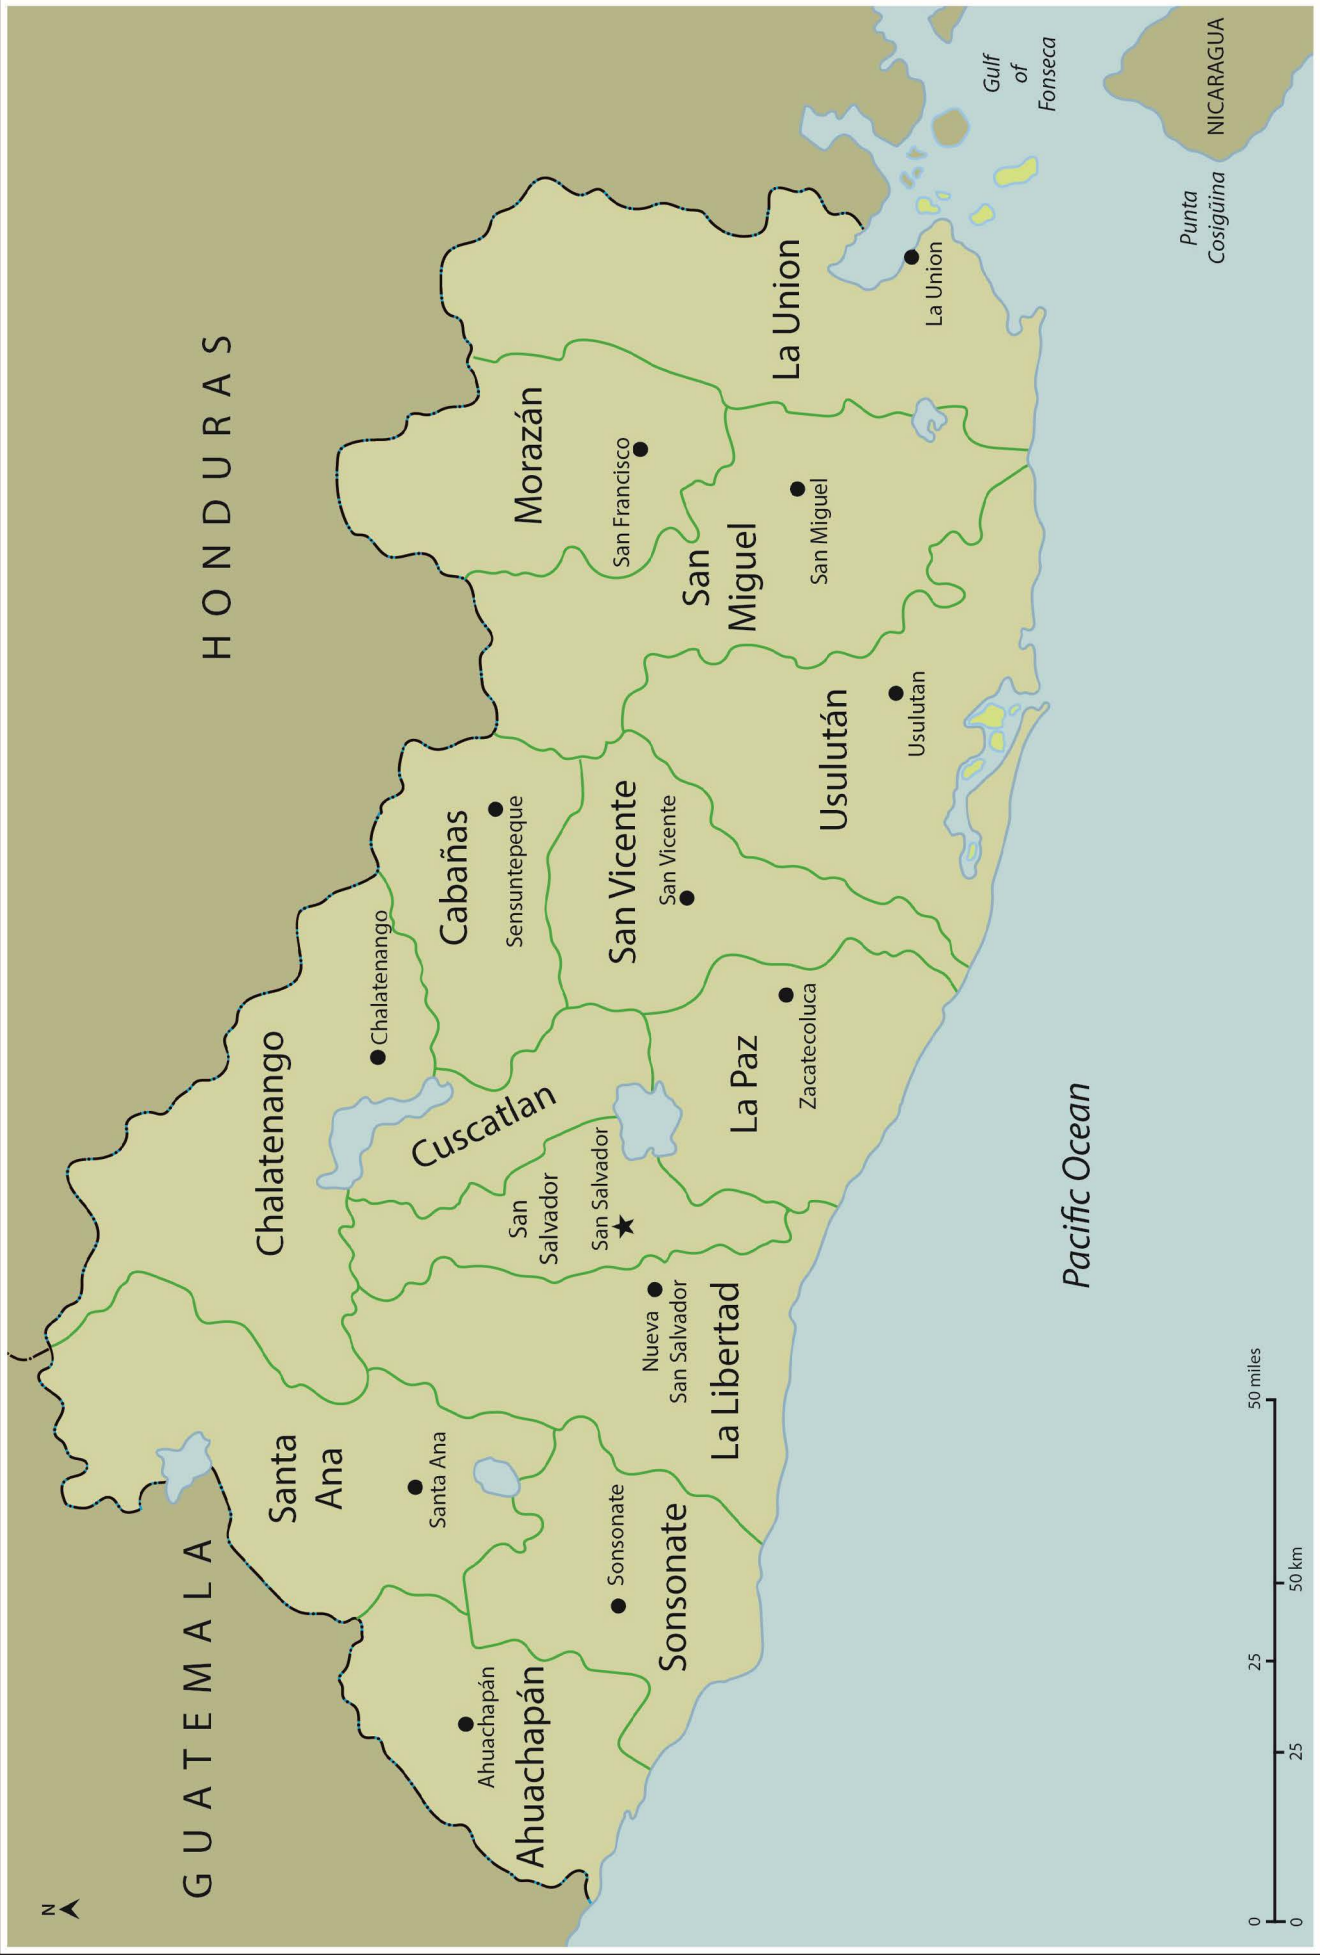 N
GUATEMALA
HONDURAS
Santa
Ana
Santa Ana
Chalatenango
Chalatenango
Ahuachapán
Ahuachapán
Sonsonate
Sonsonate
Nueva
San Salvador
La Libertad
San
Salvador
San Salvador
Cuscatlan
Cabañas
Sensuntepeque
San Vicente
San Vicente
La Paz
Zacatecoluca
Usulután
Usulutan
San
Miguel
San Miguel
Morazán
San Francisco
La Union
La Union
Gulf
of
Fonseca
NICARAGUA
Punta
Cosigüina
Pacific Ocean
0 25 50 miles
0 25 50 km